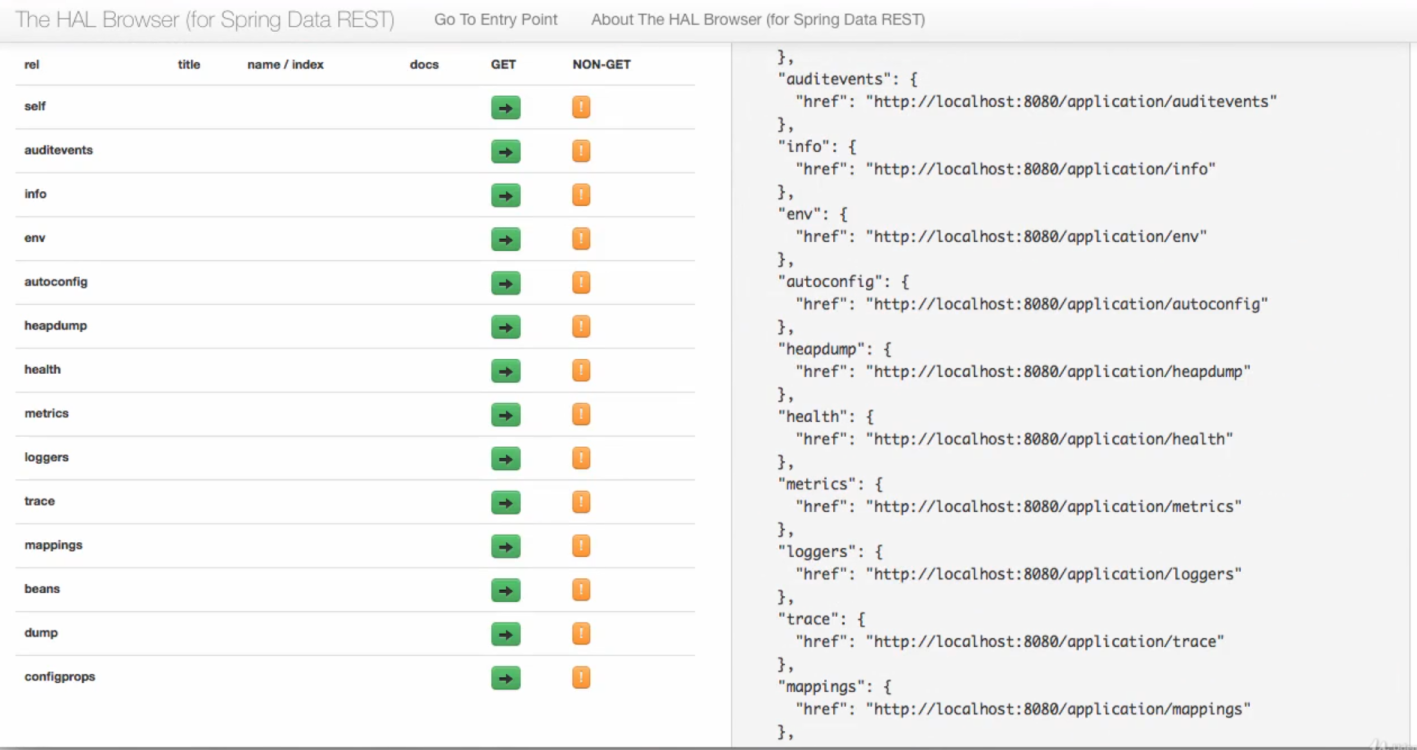 The HAL Browser (for Spring Data REST) Go To Entry Point About The HAL Browser (for Spring Data REST)
rel title name / index docs GET NON-GET
self
auditevents
info
env
autoconfig
heapdump
health
metrics
loggers
trace
mappings
beans
dump
configprops
},
"auditevents": {
"href": "http://localhost:8080/application/auditevents"
},
"info": {
"href": "http://localhost:8080/application/info"
},
"env": {
"href": "http://localhost:8080/application/env"
},
"autoconfig": {
"href": "http://localhost:8080/application/autoconfig"
},
"heapdump": {
"href": "http://localhost:8080/application/heapdump"
},
"health": {
"href": "http://localhost:8080/application/health"
},
"metrics": {
"href": "http://localhost:8080/application/metrics"
},
"loggers": {
"href": "http://localhost:8080/application/loggers"
},
"trace": {
"href": "http://localhost:8080/application/trace"
},
"mappings": {
"href": "http://localhost:8080/application/mappings"
},